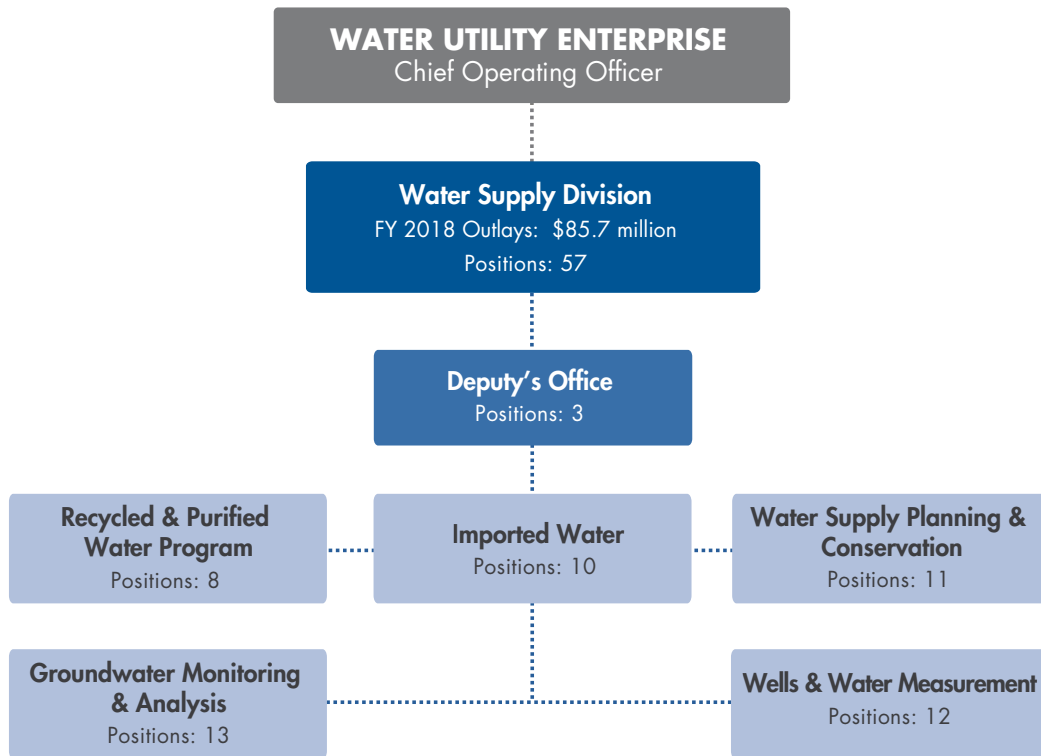 WATER UTILITY ENTERPRISE
Chief Operating Officer
Water Supply Division
FY 2018 Outlays: $85.7 million
Positions: 57
Deputy’s Office
Positions: 3
Recycled & Purified
Water Program
Positions: 8
Imported Water
Positions: 10
Water Supply Planning &
Conservation
Positions: 11
Groundwater Monitoring
& Analysis
Positions: 13
Wells & Water Measurement
Positions: 12